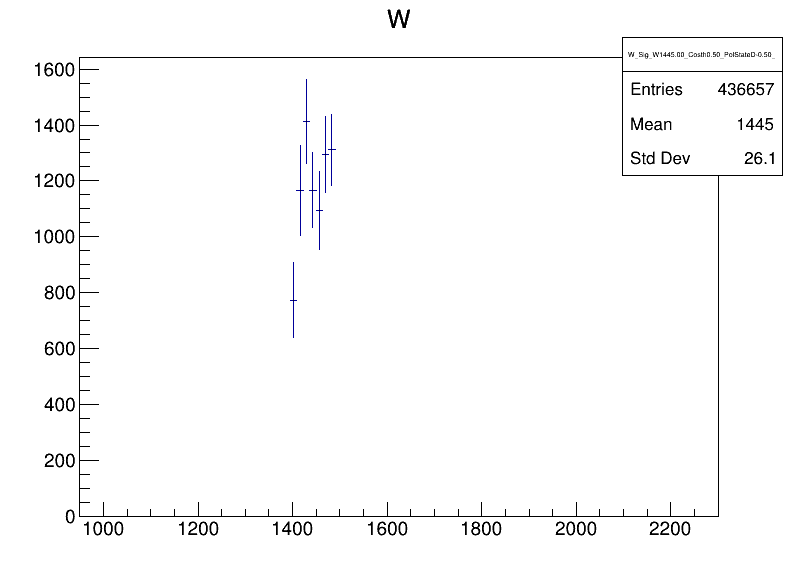 W
W_Sig_W1445.00_Costh0.50_PolStateD-0.50_
Entries 436657
Mean 1445
Std Dev 26.1
1600
1400
1200
1000
800
600
400
200
0
1000 1200 1400 1600 1800 2000 2200